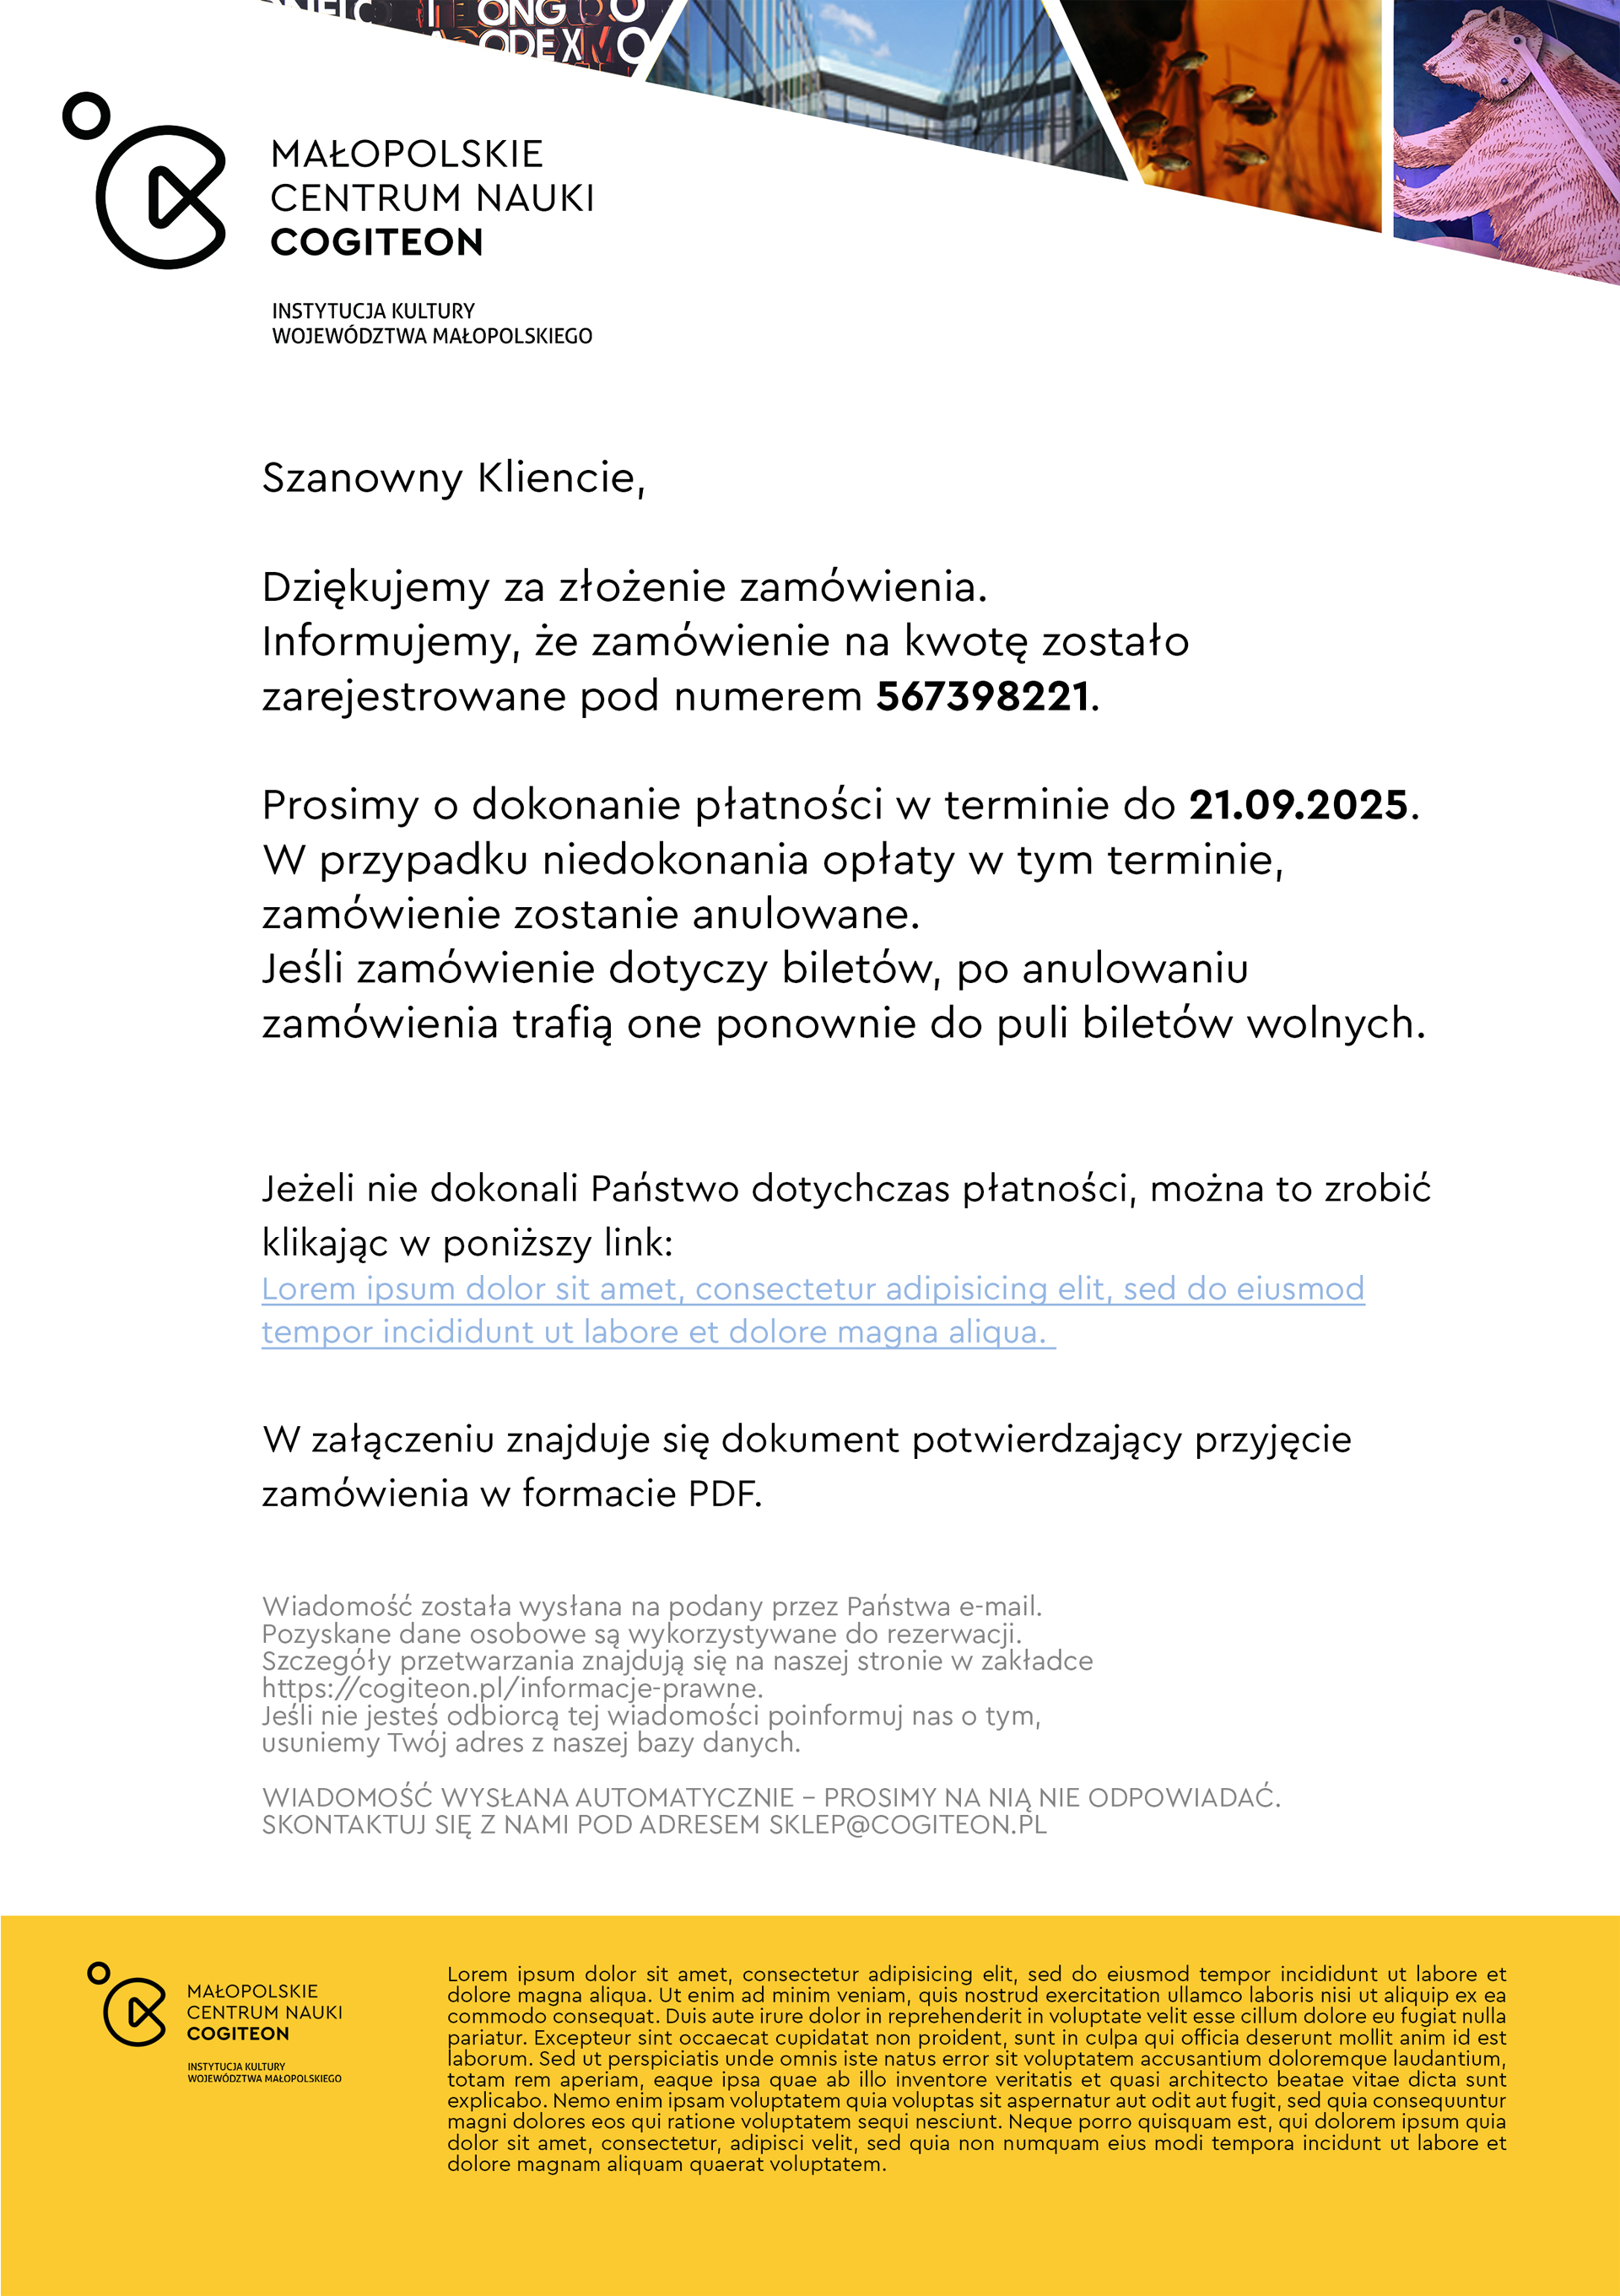 ONG
ODEX MO
MAŁOPOLSKIE
CENTRUM NAUKI
COGITEON
INSTYTUCJA KULTURY
WOJEWÓDZTWA MAŁOPOLSKIEGO
Szanowny Kliencie,
Dziękujemy za złożenie zamówienia.
Informujemy, że zamówienie na kwotę zostało
zarejestrowane pod numerem 567398221.
Prosimy o dokonanie płatności w terminie do 21.09.2025.
W przypadku niedokonania opłaty w tym terminie,
zamówienie zostanie anulowane.
Jeśli zamówienie dotyczy biletów, po anulowaniu
zamówienia trafią one ponownie do puli biletów wolnych.
Jeżeli nie dokonali Państwo dotychczas płatności, można to zrobić
klikając w poniższy link:
Lorem ipsum dolor sit amet, consectetur adipisicing elit, sed do eiusmod
tempor incididunt ut labore et dolore magna aliqua.
W załączeniu znajduje się dokument potwierdzający przyjęcie
zamówienia w formacie PDF.
Wiadomość została wysłana na podany przez Państwa e-mail.
Pozyskane dane osobowe są wykorzystywane do rezerwacji.
Szczegóły przetwarzania znajdują się na naszej stronie w zakładce
https://cogiteon.pl/informacje-prawne.
Jeśli nie jesteś odbiorcą tej wiadomości poinformuj nas o tym,
usuniemy Twój adres z naszej bazy danych.
WIADOMOŚĆ WYSŁANA AUTOMATYCZNIE – PROSIMY NA NIĄ NIE ODPOWIADAĆ.
SKONTAKTUJ SIĘ Z NAMI POD ADRESEM SKLEP@COGITEON.PL
MAŁOPOLSKIE
CENTRUM NAUKI
COGITEON
INSTYTUCJA KULTURY
WOJEWÓDZTWA MAŁOPOLSKIEGO
Lorem ipsum dolor sit amet, consectetur adipisicing elit, sed do eiusmod tempor incididunt ut labore et
dolore magna aliqua. Ut enim ad minim veniam, quis nostrud exercitation ullamco laboris nisi ut aliquip ex ea
commodo consequat. Duis aute irure dolor in reprehenderit in voluptate velit esse cillum dolore eu fugiat nulla
pariatur. Excepteur sint occaecat cupidatat non proident, sunt in culpa qui officia deserunt mollit anim id est
laborum. Sed ut perspiciatis unde omnis iste natus error sit voluptatem accusantium doloremque laudantium,
totam rem aperiam, eaque ipsa quae ab illo inventore veritatis et quasi architecto beatae vitae dicta sunt
explicabo. Nemo enim ipsam voluptatem quia voluptas sit aspernatur aut odit aut fugit, sed quia consequuntur
magni dolores eos qui ratione voluptatem sequi nesciunt. Neque porro quisquam est, qui dolorem ipsum quia
dolor sit amet, consectetur, adipisci velit, sed quia non numquam eius modi tempora incidunt ut labore et
dolore magnam aliquam quaerat voluptatem.